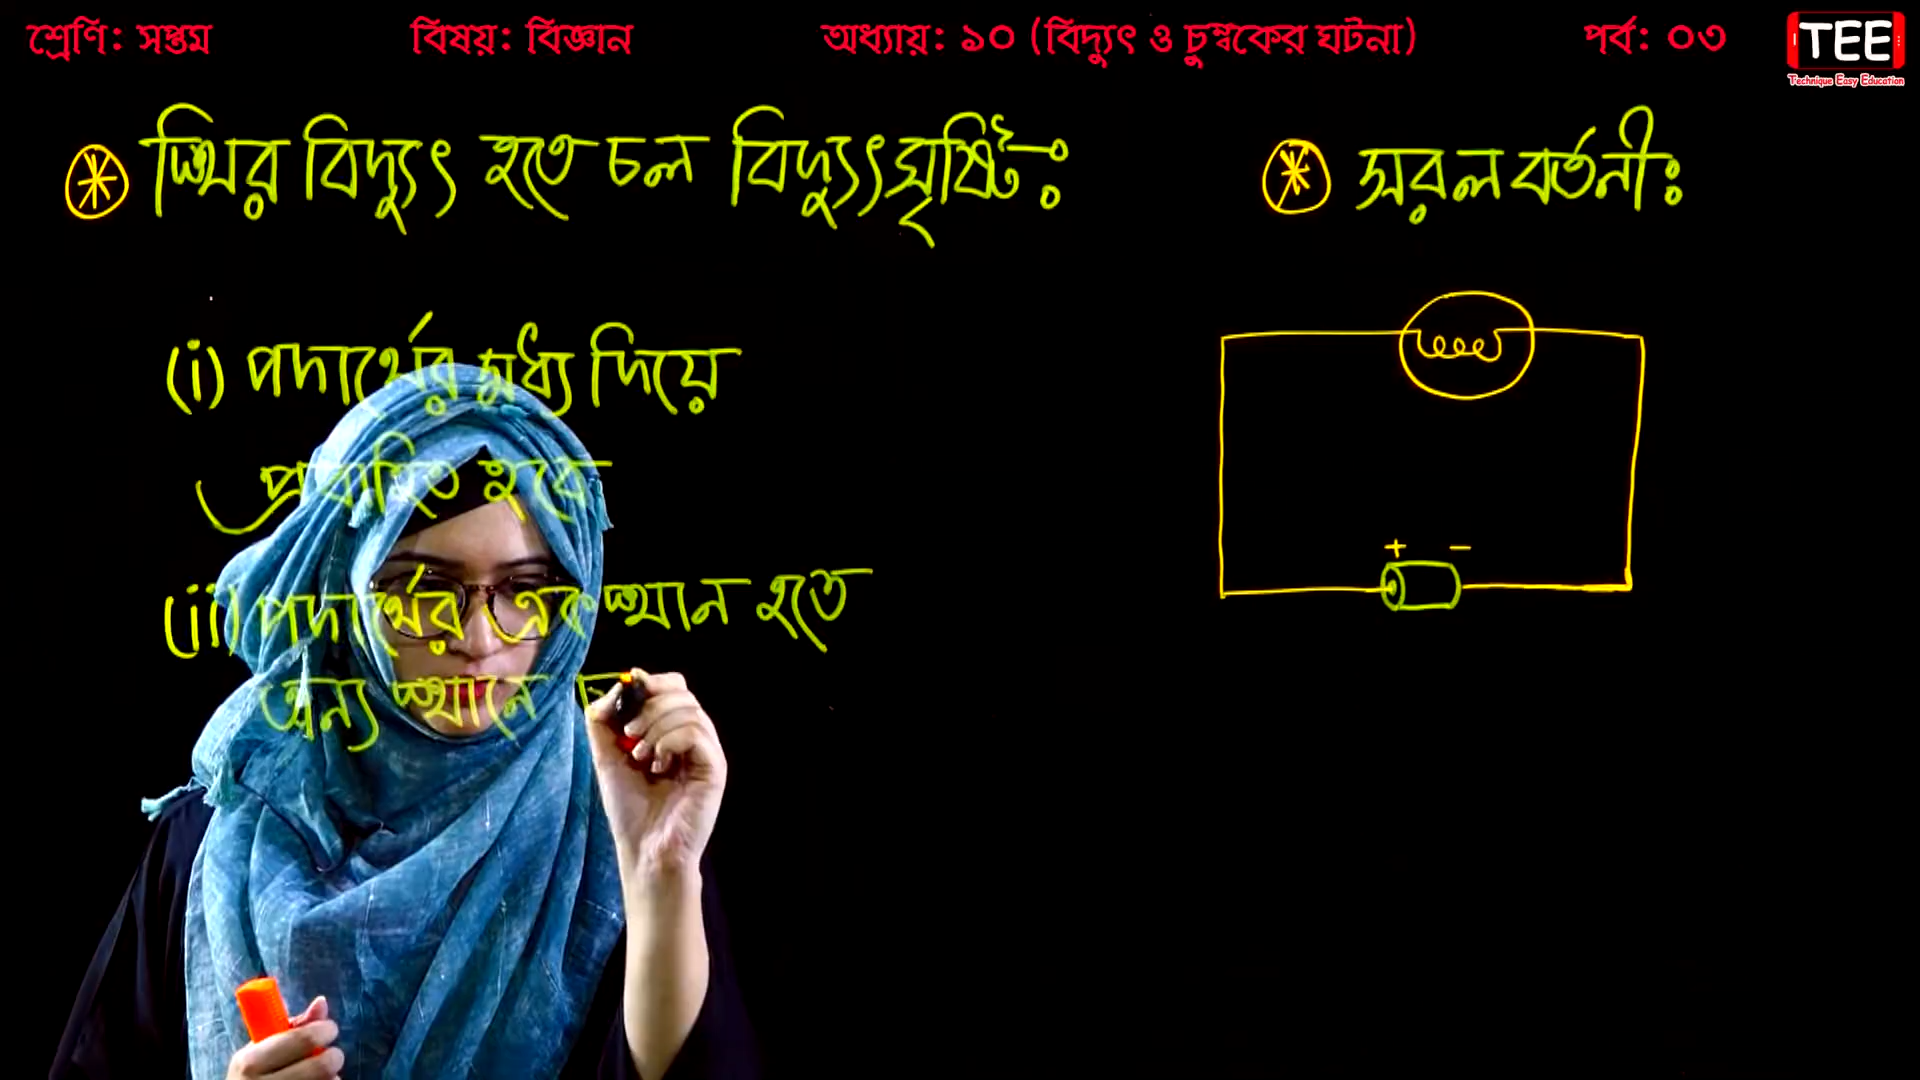 শ্রেণি: সপ্তম
বিষয়: বিজ্ঞান
অধ্যায়: ১০ (বিদ্যুৎ ও চুম্বকের ঘটনা)
পর্ব: ০৩
TEE
Technique Easy Education
স্থির বিদ্যুৎ হতে চল বিদ্যুৎ সৃষ্টি:
সরল বর্তনী:
(i) পদার্থের মধ্য দিয়ে
প্রবাহিত হবে
(ii) পদার্থের এক স্থান হতে
অন্য স্থানে
+ −